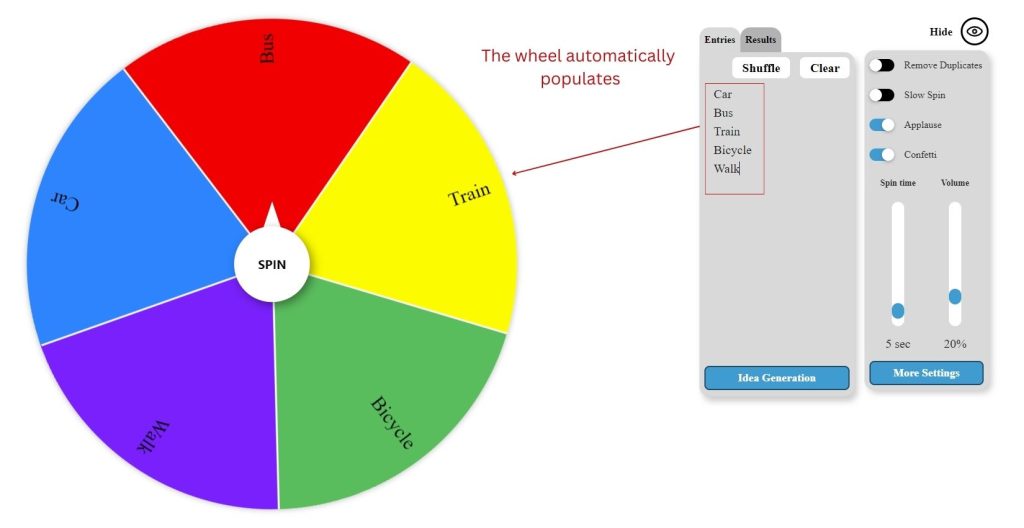 Bus
Train
Car
SPIN
Walk
Bicycle
The wheel automatically
populates
Hide
Entries Results
Shuffle Clear
Car
Bus
Train
Bicycle
Walk
Idea Generation
Remove Duplicates
Slow Spin
Applause
Confetti
Spin time Volume
5 sec 20%
More Settings